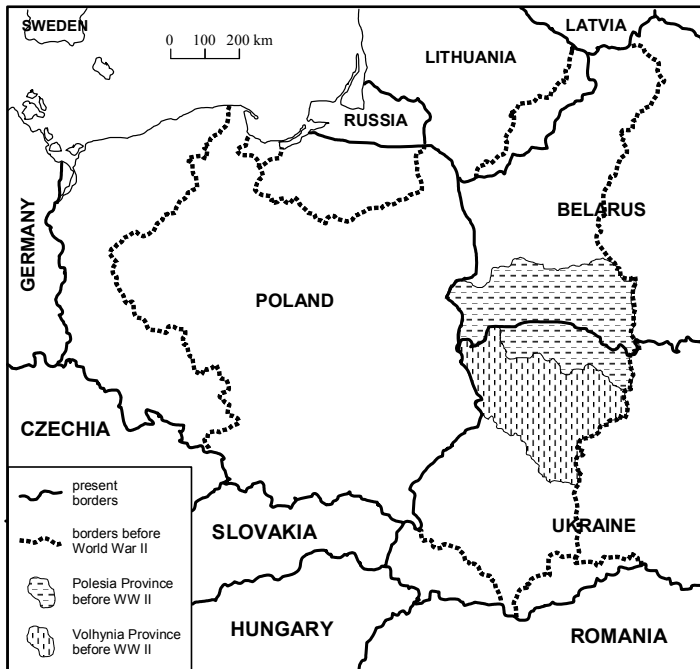 SWEDEN
LATVIA
0 100 200 km
LITHUANIA
RUSSIA
GERMANY
BELARUS
POLAND
CZECHIA
present
borders
borders before
World War II
SLOVAKIA
UKRAINE
Polesia Province
before WW II
Volhynia Province
before WW II
HUNGARY
ROMANIA